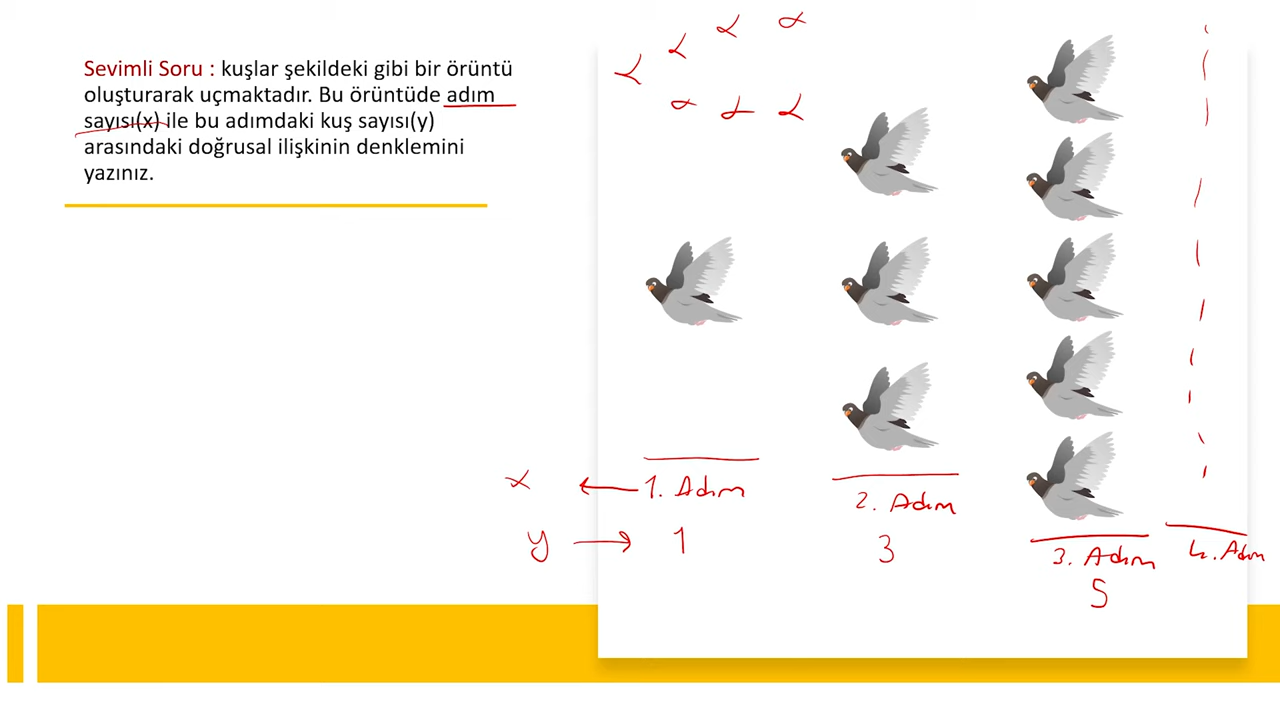 Sevimli Soru : kuşlar şekildeki gibi bir örüntü
oluşturarak uçmaktadır. Bu örüntüde adım
sayısı(x) ile bu adımdaki kuş sayısı(y)
arasındaki doğrusal ilişkinin denklemini
yazınız.
x ← 1. Adım
2. Adım
3. Adım
4. Adım
y → 1
3
5